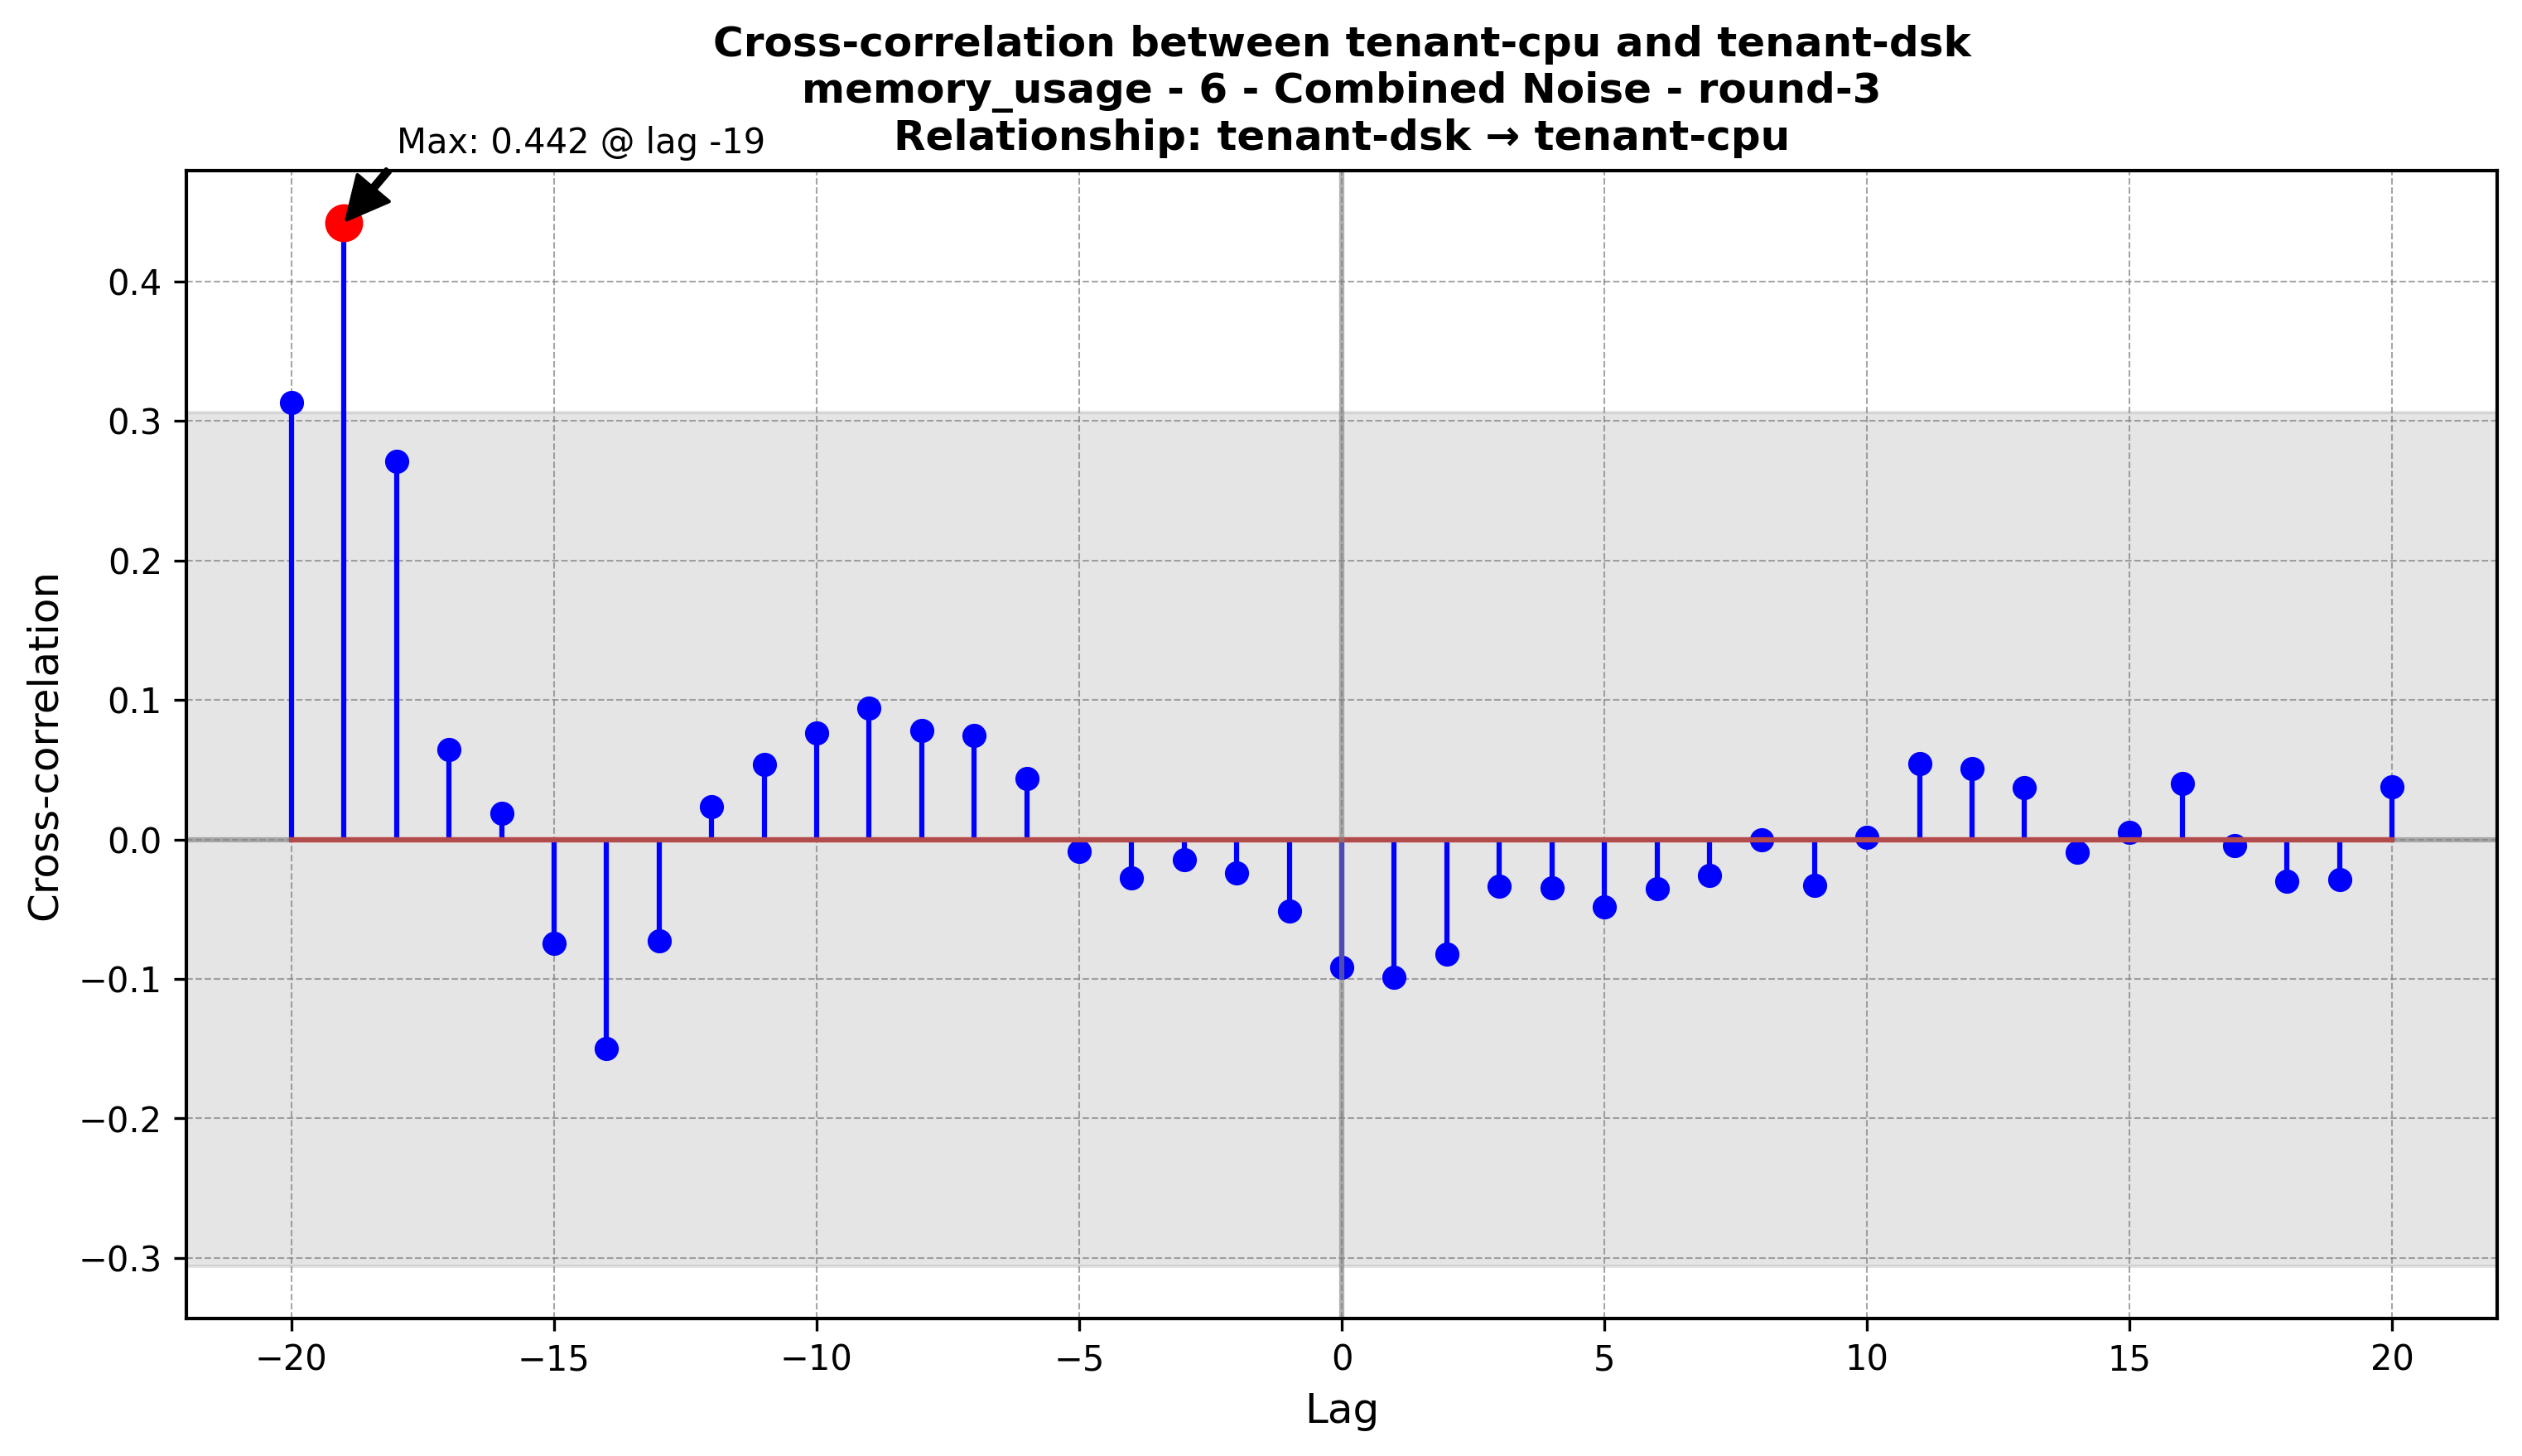 Cross-correlation between tenant-cpu and tenant-dsk
memory_usage - 6 - Combined Noise - round-3
Relationship: tenant-dsk → tenant-cpu
Max: 0.442 @ lag -19
Cross-correlation
0.4
0.3
0.2
0.1
0.0
−0.1
−0.2
−0.3
−20 −15 −10 −5 0 5 10 15 20
Lag